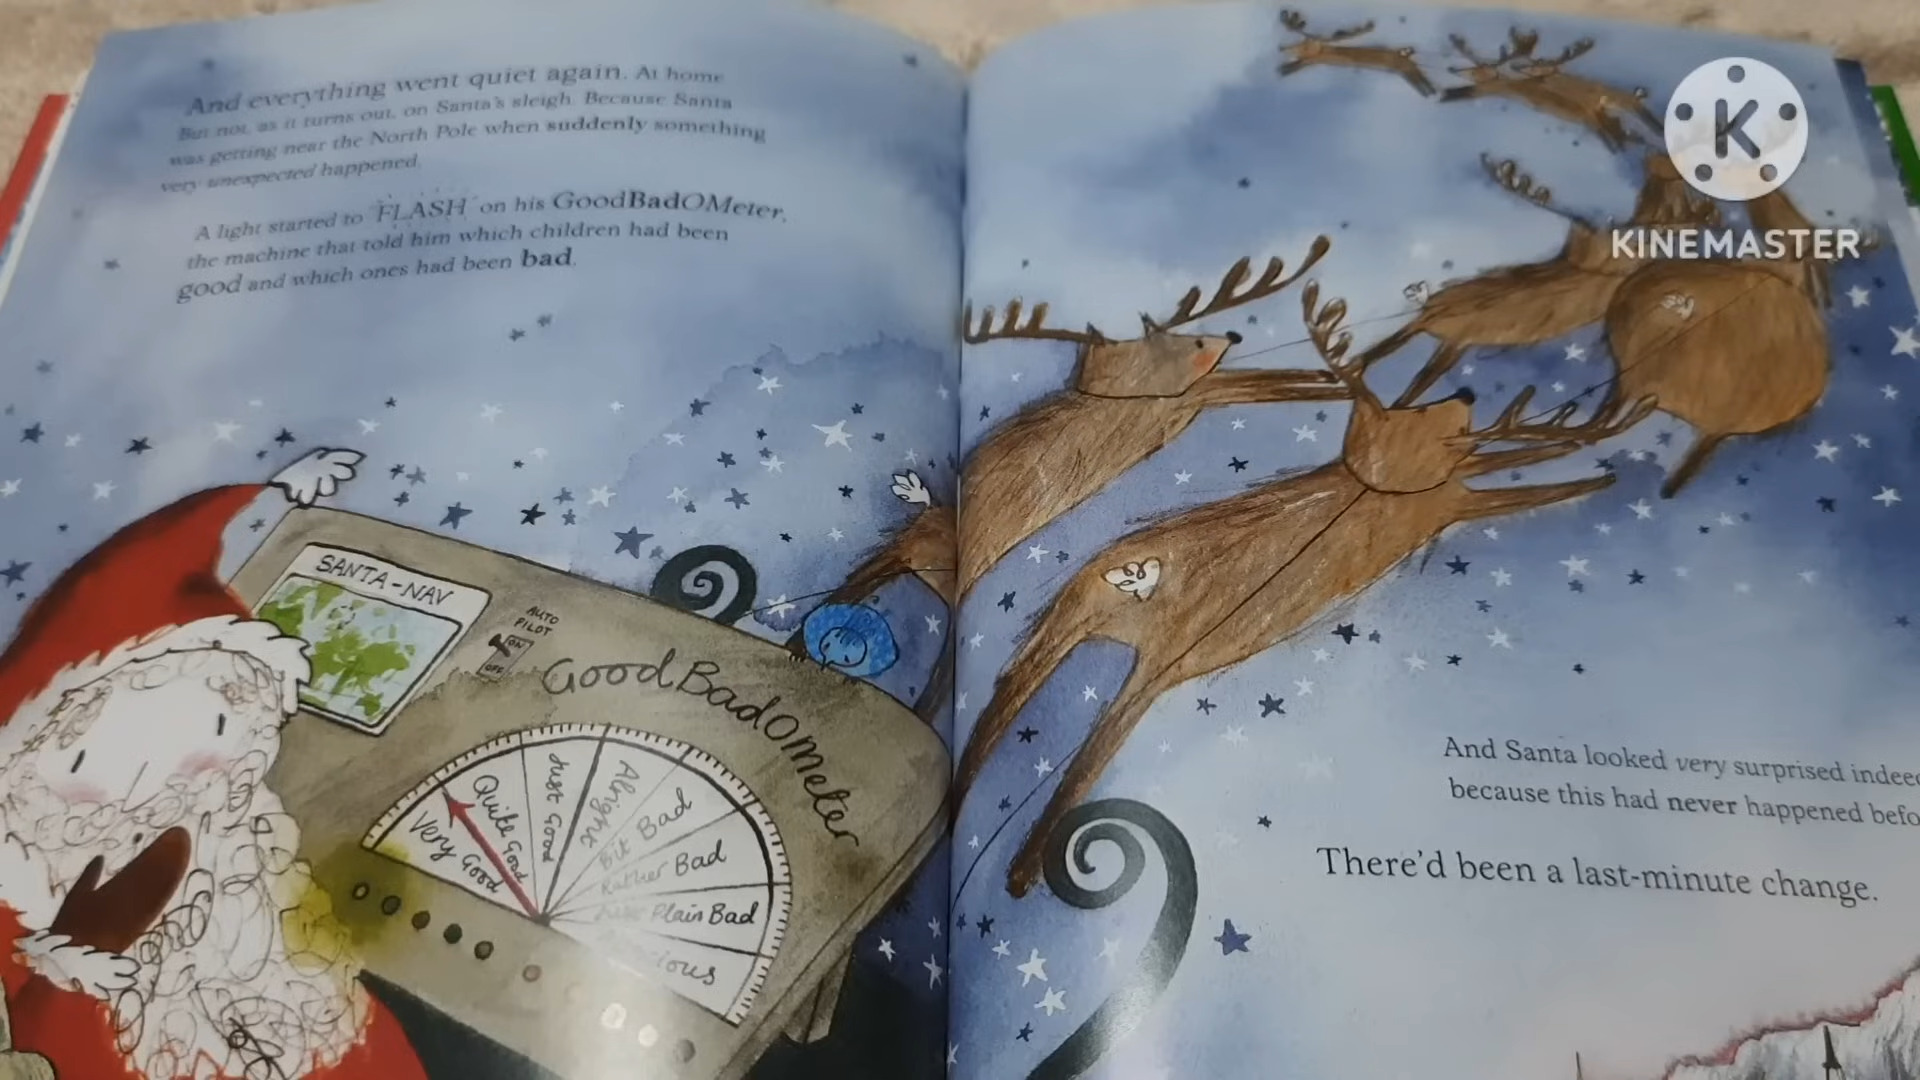 And everything went quiet again. At home
But not, as it turns out, on Santa's sleigh. Because Santa
was getting near the North Pole when suddenly something
very unexpected happened.
A light started to FLASH on his GoodBadOMeter,
the machine that told him which children had been
good and which ones had been bad.
SANTA-NAV
AUTO
PILOT
ON
OFF
GoodBadOMeter
Very Good
Quite Good
Just Good
Alright
Bit Bad
Rather Bad
Just Plain Bad
K
KINEMASTER
And Santa looked very surprised indeed
because this had never happened befo
There'd been a last-minute change.